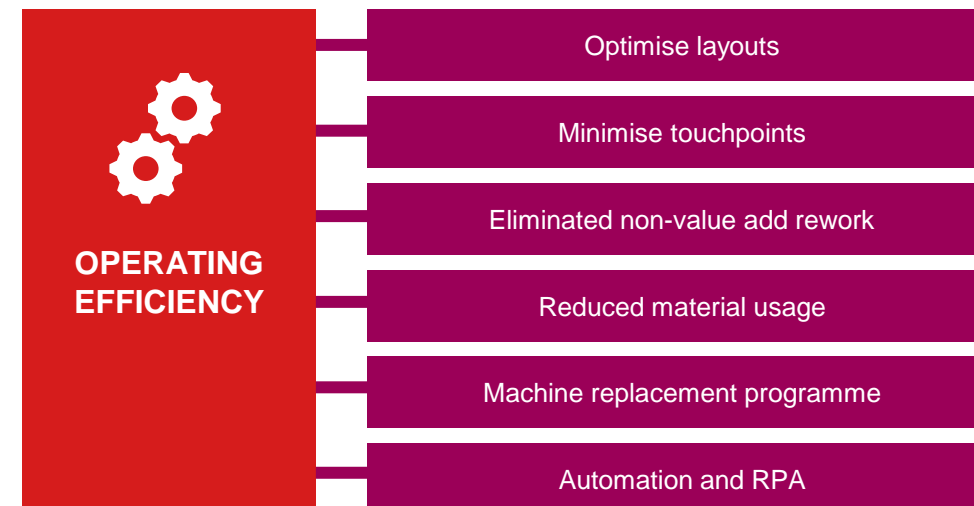 OPERATING
EFFICIENCY
Optimise layouts
Minimise touchpoints
Eliminated non-value add rework
Reduced material usage
Machine replacement programme
Automation and RPA